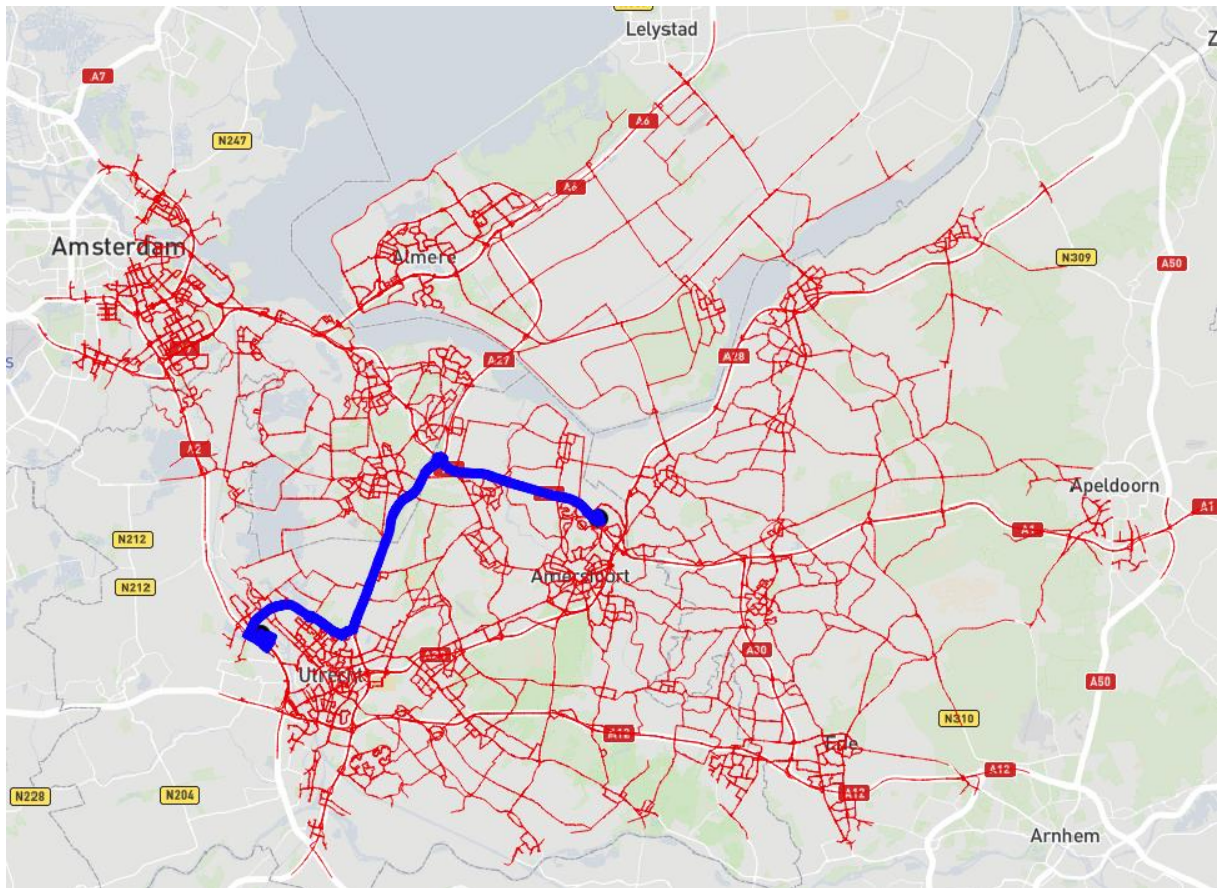 Lelystad
A7
N247
A6
A6
Amsterdam
Almere
N309
A50
A27
A28
A2
Apeldoorn
A1
A1
N212
Amersfoort
N212
Utrecht
A30
A50
N310
A12
Ede
A12
A12
N228
N204
Arnhem